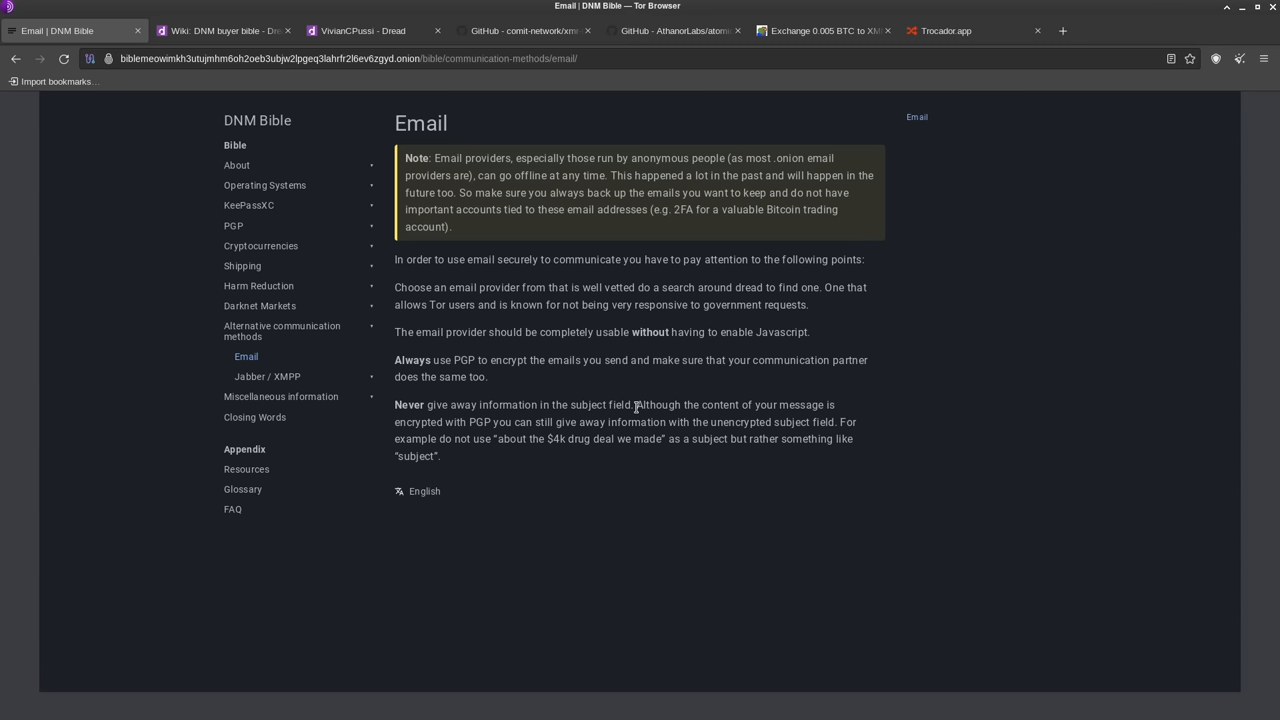 Email | DNM Bible — Tor Browser
Email | DNM Bible
Wiki: DNM buyer bible - Dre
VivianCPussi - Dread
GitHub - comit-network/xm
GitHub - AthanorLabs/atomi
Exchange 0.005 BTC to XM
Trocador.app
biblemeowimkh3utujmhm6oh2oeb3ubjw2lpgeq3lahrfr2l6ev6zgyd.onion/bible/communication-methods/email/
Import bookmarks…
DNM Bible
Bible
About
Operating Systems
KeePassXC
PGP
Cryptocurrencies
Shipping
Harm Reduction
Darknet Markets
Alternative communication
methods
Email
Jabber / XMPP
Miscellaneous information
Closing Words
Appendix
Resources
Glossary
FAQ
Email
Note: Email providers, especially those run by anonymous people (as most .onion email
providers are), can go offline at any time. This happened a lot in the past and will happen in the
future too. So make sure you always back up the emails you want to keep and do not have
important accounts tied to these email addresses (e.g. 2FA for a valuable Bitcoin trading
account).
In order to use email securely to communicate you have to pay attention to the following points:
Choose an email provider from that is well vetted do a search around dread to find one. One that
allows Tor users and is known for not being very responsive to government requests.
The email provider should be completely usable without having to enable Javascript.
Always use PGP to encrypt the emails you send and make sure that your communication partner
does the same too.
Never give away information in the subject field. Although the content of your message is
encrypted with PGP you can still give away information with the unencrypted subject field. For
example do not use “about the $4k drug deal we made” as a subject but rather something like
“subject”.
English
Email